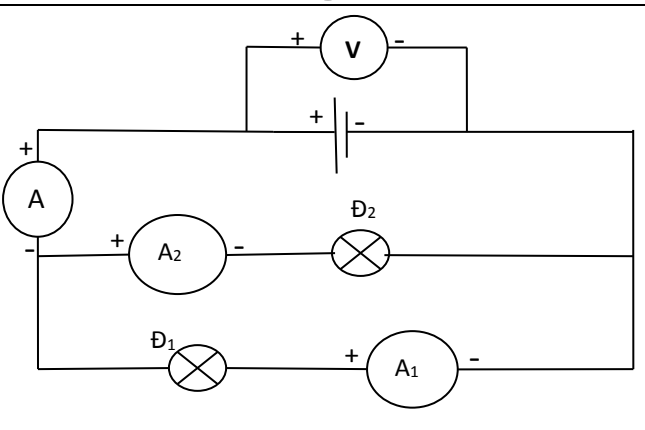 + V -
+ -
+
A
Đ₂
- + A₂ -
Đ₁
+ A₁ -